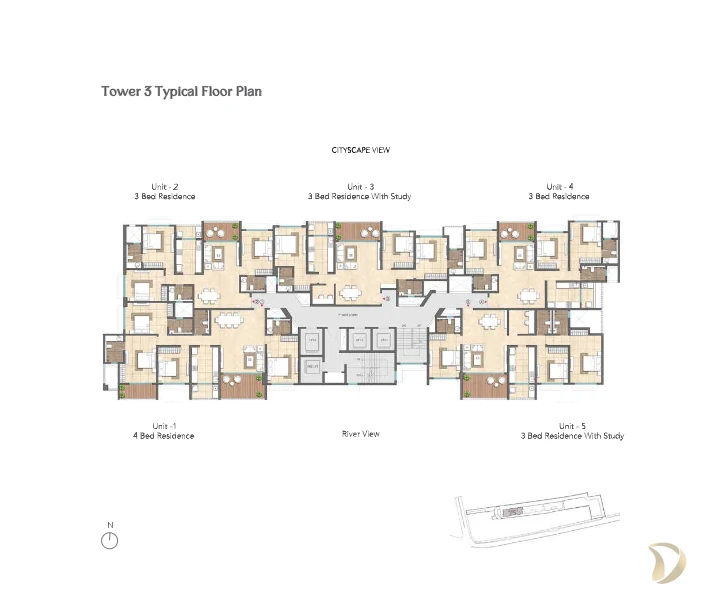 Tower 3 Typical Floor Plan
CITYSCAPE VIEW
Unit - 2
3 Bed Residence
Unit - 3
3 Bed Residence With Study
Unit - 4
3 Bed Residence
Unit -1
4 Bed Residence
River View
Unit - 5
3 Bed Residence With Study
N